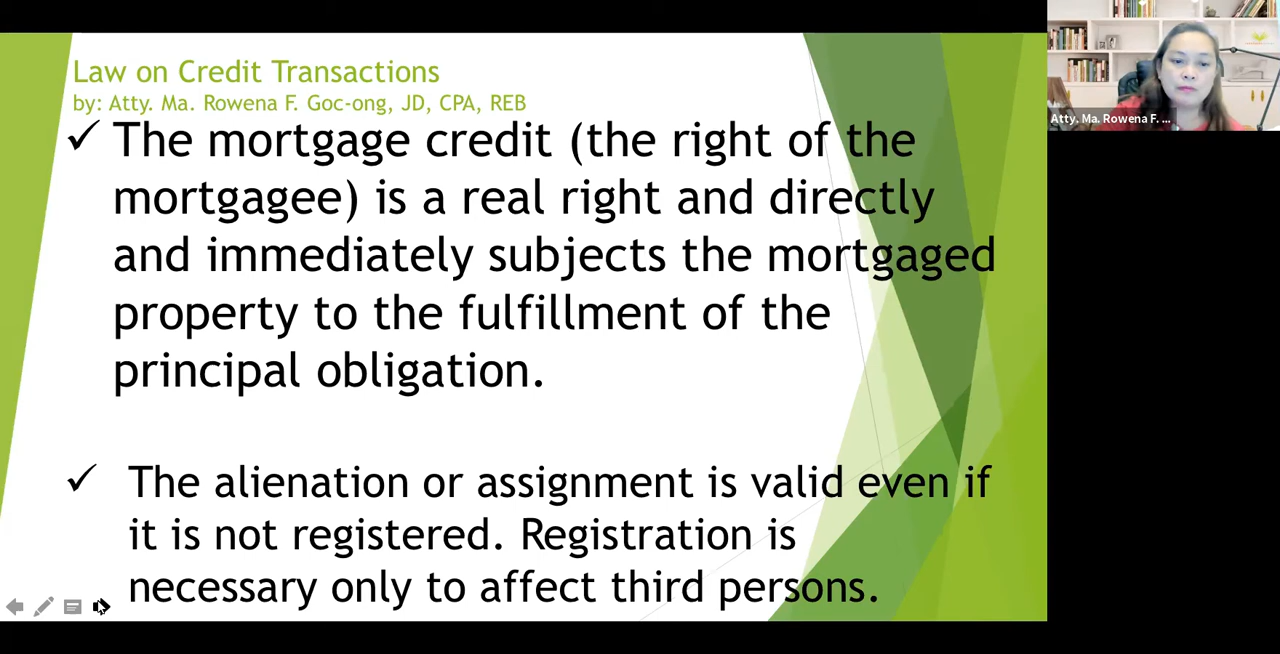 Law on Credit Transactions
by: Atty. Ma. Rowena F. Goc-ong, JD, CPA, REB
✓ The mortgage credit (the right of the
mortgagee) is a real right and directly
and immediately subjects the mortgaged
property to the fulfillment of the
principal obligation.
✓ The alienation or assignment is valid even if
it is not registered. Registration is
necessary only to affect third persons.
Atty. Ma. Rowena F. ...